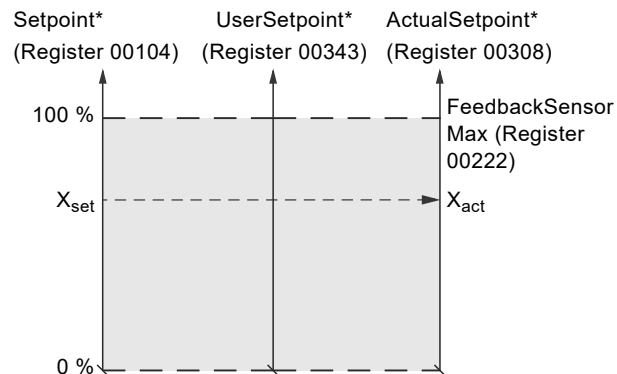 Setpoint* UserSetpoint* ActualSetpoint*
(Register 00104) (Register 00343) (Register 00308)
100 %
FeedbackSensor
Max (Register
00222)
Xset
Xact
0 %